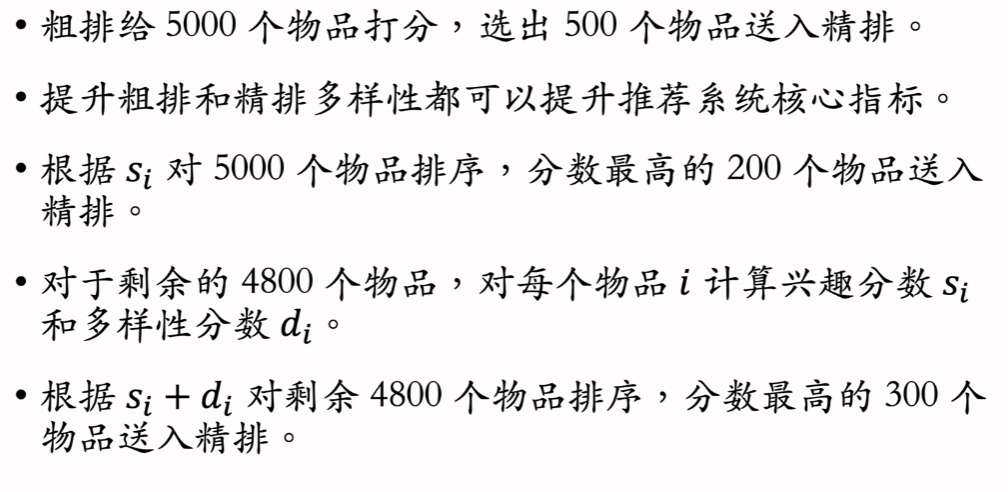 • 粗排给 5000 个物品打分，选出 500 个物品送入精排。
• 提升粗排和精排多样性都可以提升推荐系统核心指标。
• 根据 sᵢ 对 5000 个物品排序，分数最高的 200 个物品送入
精排。
• 对于剩余的 4800 个物品，对每个物品 i 计算兴趣分数 sᵢ
和多样性分数 dᵢ。
• 根据 sᵢ + dᵢ 对剩余 4800 个物品排序，分数最高的 300 个
物品送入精排。